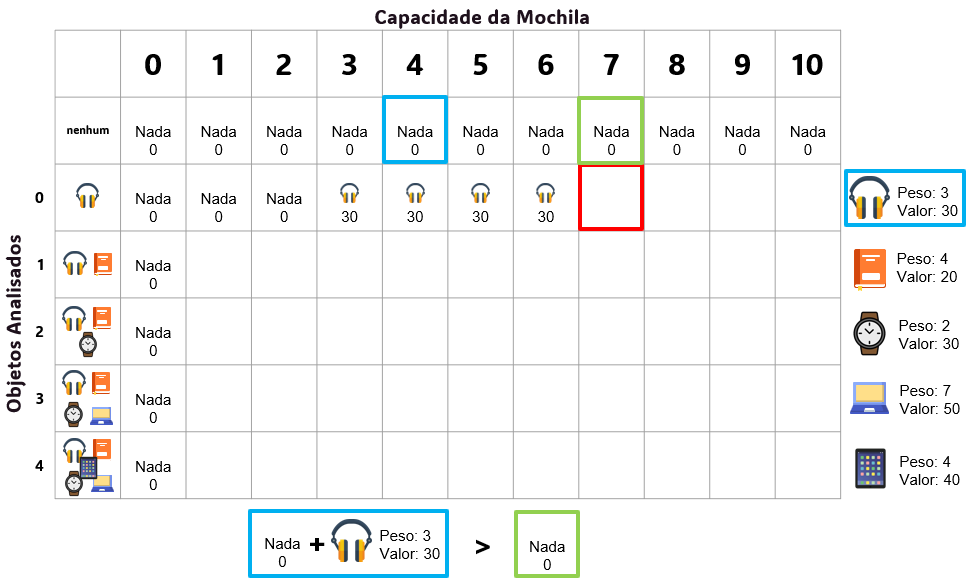 Capacidade da Mochila
0 1 2 3 4 5 6 7 8 9 10
nenhum Nada Nada Nada Nada Nada Nada Nada Nada Nada Nada Nada
0 0 0 0 0 0 0 0 0 0 0
Objetos Analisados
0 Nada Nada Nada
0 0 0 30 30 30 30
Peso: 3
Valor: 30
1 Nada
0
Peso: 4
Valor: 20
2 Nada
0
Peso: 2
Valor: 30
3 Nada
0
Peso: 7
Valor: 50
4 Nada
0
Peso: 4
Valor: 40
Nada + Peso: 3 > Nada
0 Valor: 30 0